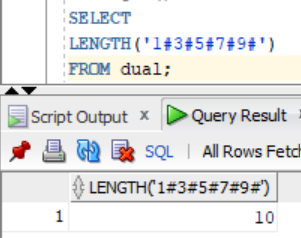 SELECT
LENGTH('1#3#5#7#9#')
FROM dual;
Script Output x Query Result
SQL | All Rows Fetch
LENGTH('1#3#5#7#9#')
1 10